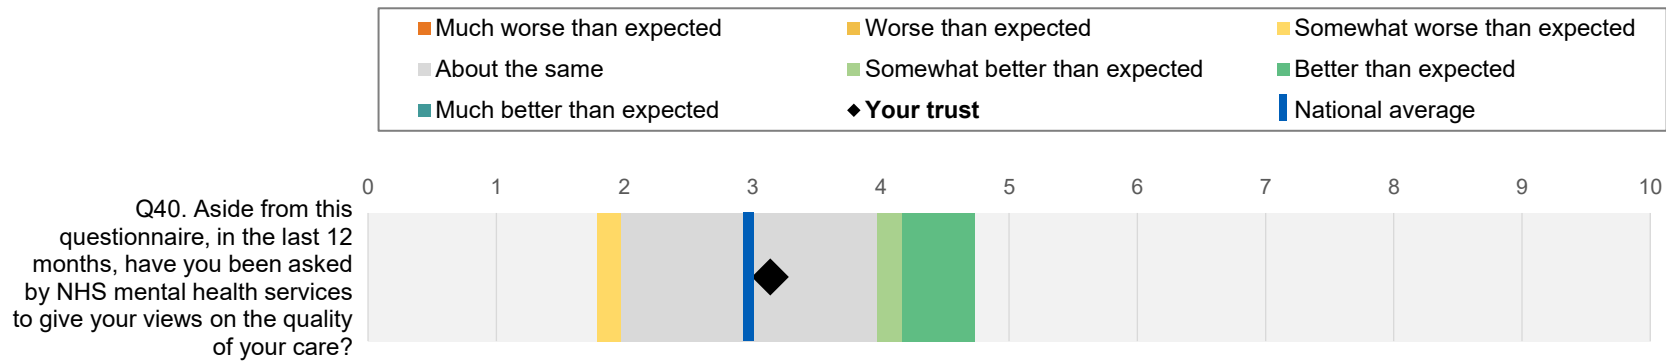 Much worse than expected
Worse than expected
Somewhat worse than expected
About the same
Somewhat better than expected
Better than expected
Much better than expected
Your trust
National average
0 1 2 3 4 5 6 7 8 9 10
Q40. Aside from this
questionnaire, in the last 12
months, have you been asked
by NHS mental health services
to give your views on the quality
of your care?